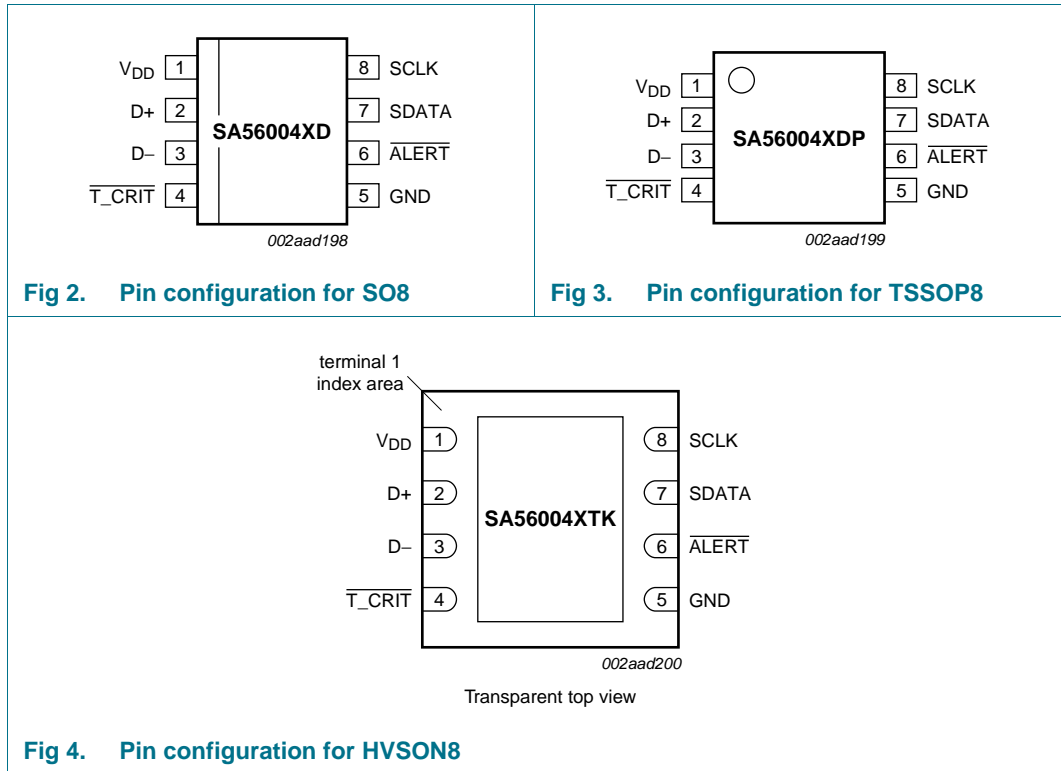 V_DD 1
D+ 2
D− 3
T_CRIT 4
SA56004XD
8 SCLK
7 SDATA
6 ALERT
5 GND
002aad198
Fig 2. Pin configuration for SO8
V_DD 1
D+ 2
D− 3
T_CRIT 4
SA56004XDP
8 SCLK
7 SDATA
6 ALERT
5 GND
002aad199
Fig 3. Pin configuration for TSSOP8
terminal 1
index area
V_DD 1
D+ 2
D− 3
T_CRIT 4
SA56004XTK
8 SCLK
7 SDATA
6 ALERT
5 GND
002aad200
Transparent top view
Fig 4. Pin configuration for HVSON8